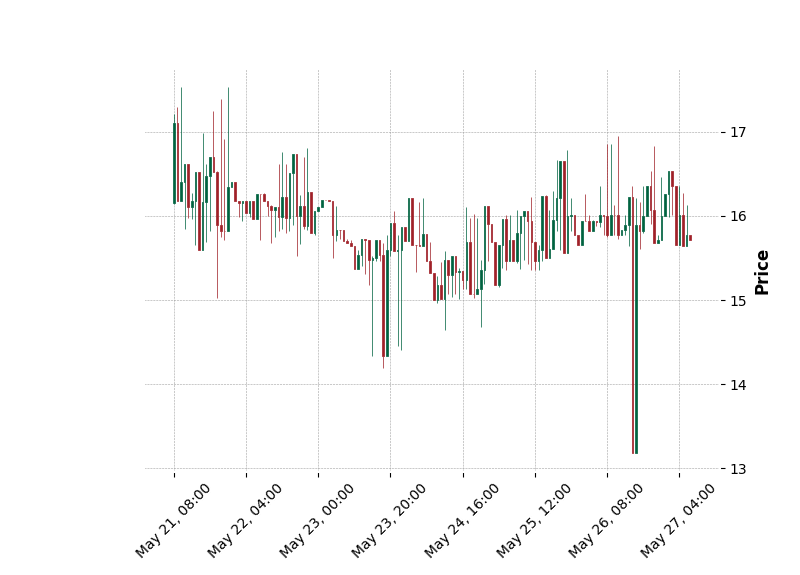 17
16
15
14
13
Price
May 21, 08:00
May 22, 04:00
May 23, 00:00
May 23, 20:00
May 24, 16:00
May 25, 12:00
May 26, 08:00
May 27, 04:00